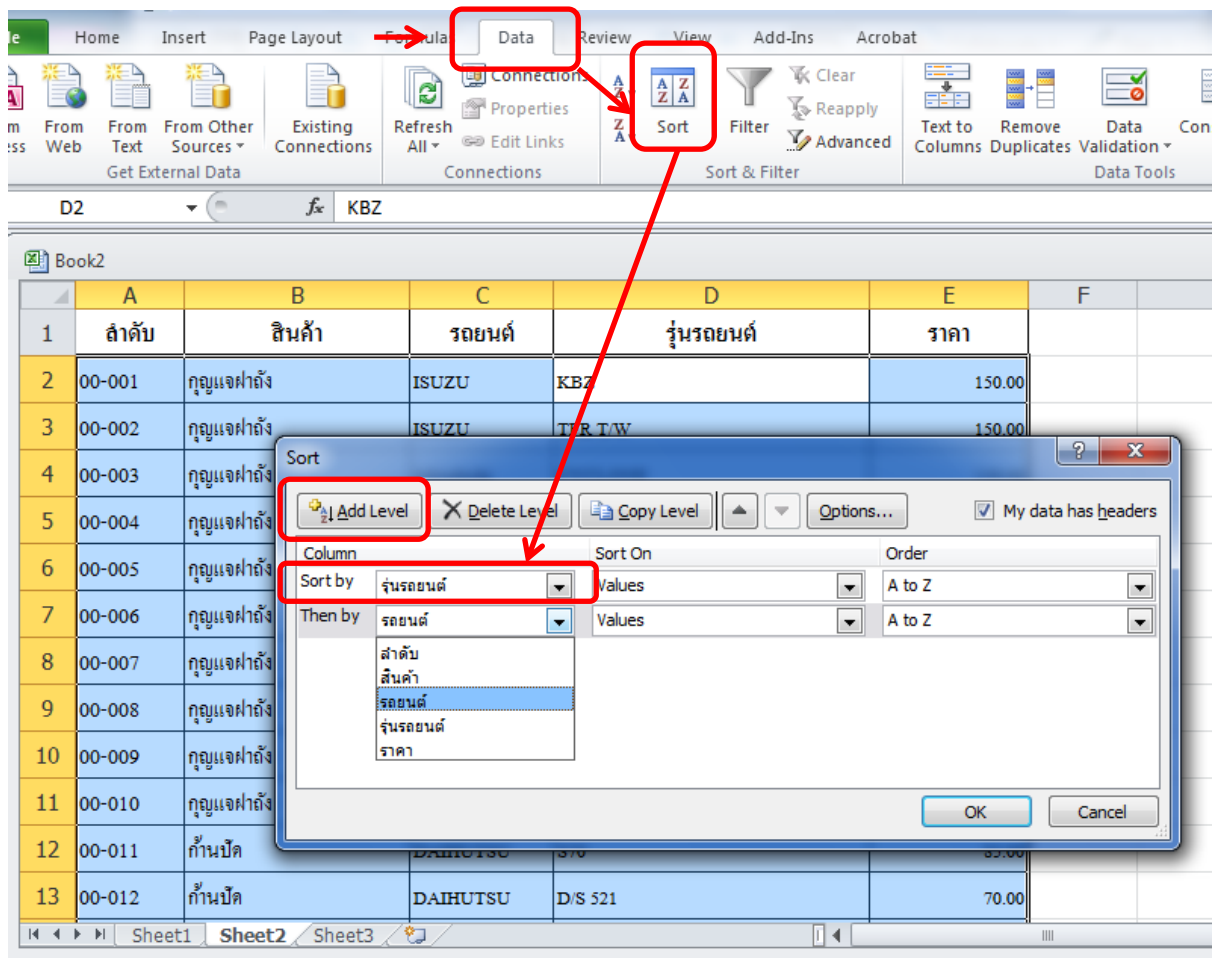 le Home Insert Page Layout Formulas Data Review View Add-Ins Acrobat
Connections
Clear
Properties
Reapply
From Web From Text From Other Sources Existing Connections Refresh All Edit Links Sort Filter Advanced Text to Columns Remove Duplicates Data Validation Con
Get External Data Connections Sort & Filter Data Tools
D2 fx KBZ
Book2
A B C D E F
1 ลำดับ สินค้า รถยนต์ รุ่นรถยนต์ ราคา
2 00-001 กุญแจฝาถัง ISUZU KBZ 150.00
3 00-002 กุญแจฝาถัง ISUZU TFR T/W 150.00
4 00-003 กุญแจฝาถัง
5 00-004 กุญแจฝาถัง
6 00-005 กุญแจฝาถัง
7 00-006 กุญแจฝาถัง
8 00-007 กุญแจฝาถัง
9 00-008 กุญแจฝาถัง
10 00-009 กุญแจฝาถัง
11 00-010 กุญแจฝาถัง
12 00-011 ก้านปัด DAIHUTSU S70 85.00
13 00-012 ก้านปัด DAIHUTSU D/S 521 70.00
Sort
Add Level Delete Level Copy Level Options... My data has headers
Column Sort On Order
Sort by รุ่นรถยนต์ Values A to Z
Then by รถยนต์ Values A to Z
ลำดับ
สินค้า
รถยนต์
รุ่นรถยนต์
ราคา
OK Cancel
Sheet1 Sheet2 Sheet3